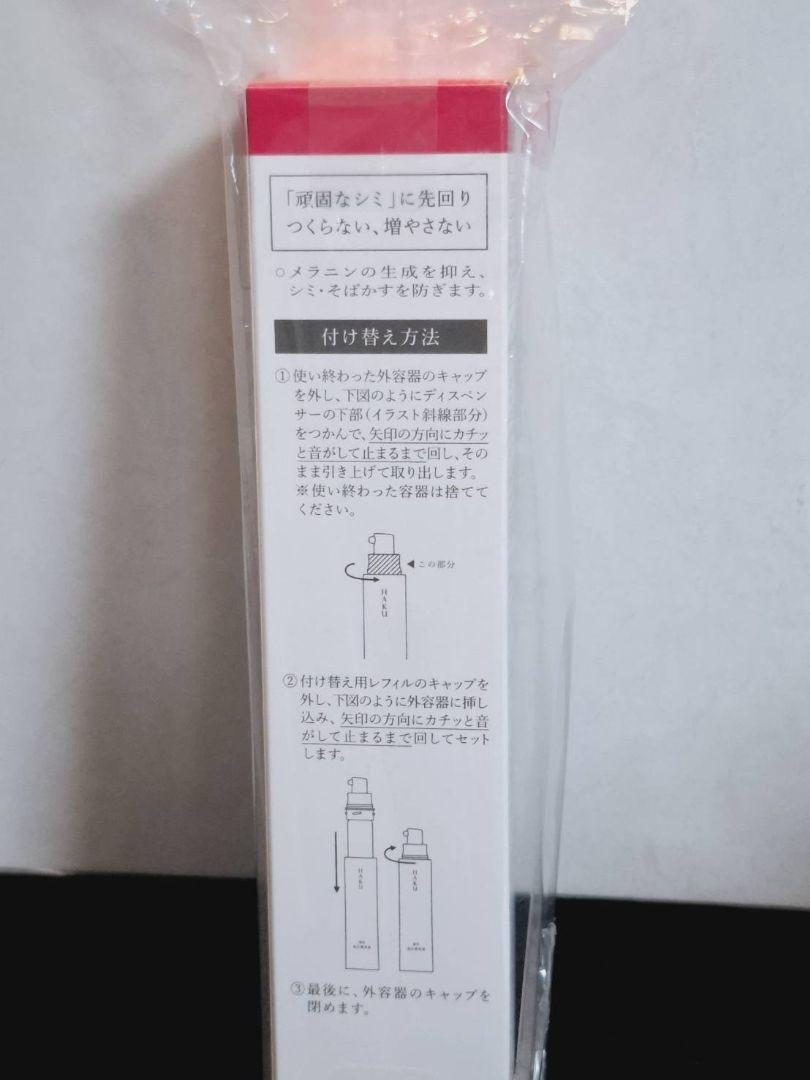 「頑固なシミ」に先回り
つくらない、増やさない
○メラニンの生成を抑え、
シミ・そばかすを防ぎます。
付け替え方法
①使い終わった外容器のキャップ
を外し、下図のようにディスペン
サーの下部(イラスト斜線部分)
をつかんで、矢印の方向にカチッ
と音がして止まるまで回し、その
まま引き上げて取り出します。
※使い終わった容器は捨てて
ください。
◀この部分
HAKU
②付け替え用レフィルのキャップを
外し、下図のように外容器に挿し
込み、矢印の方向にカチッと音
がして止まるまで回してセット
します。
HAKU
HAKU
③最後に、外容器のキャップを
閉めます。